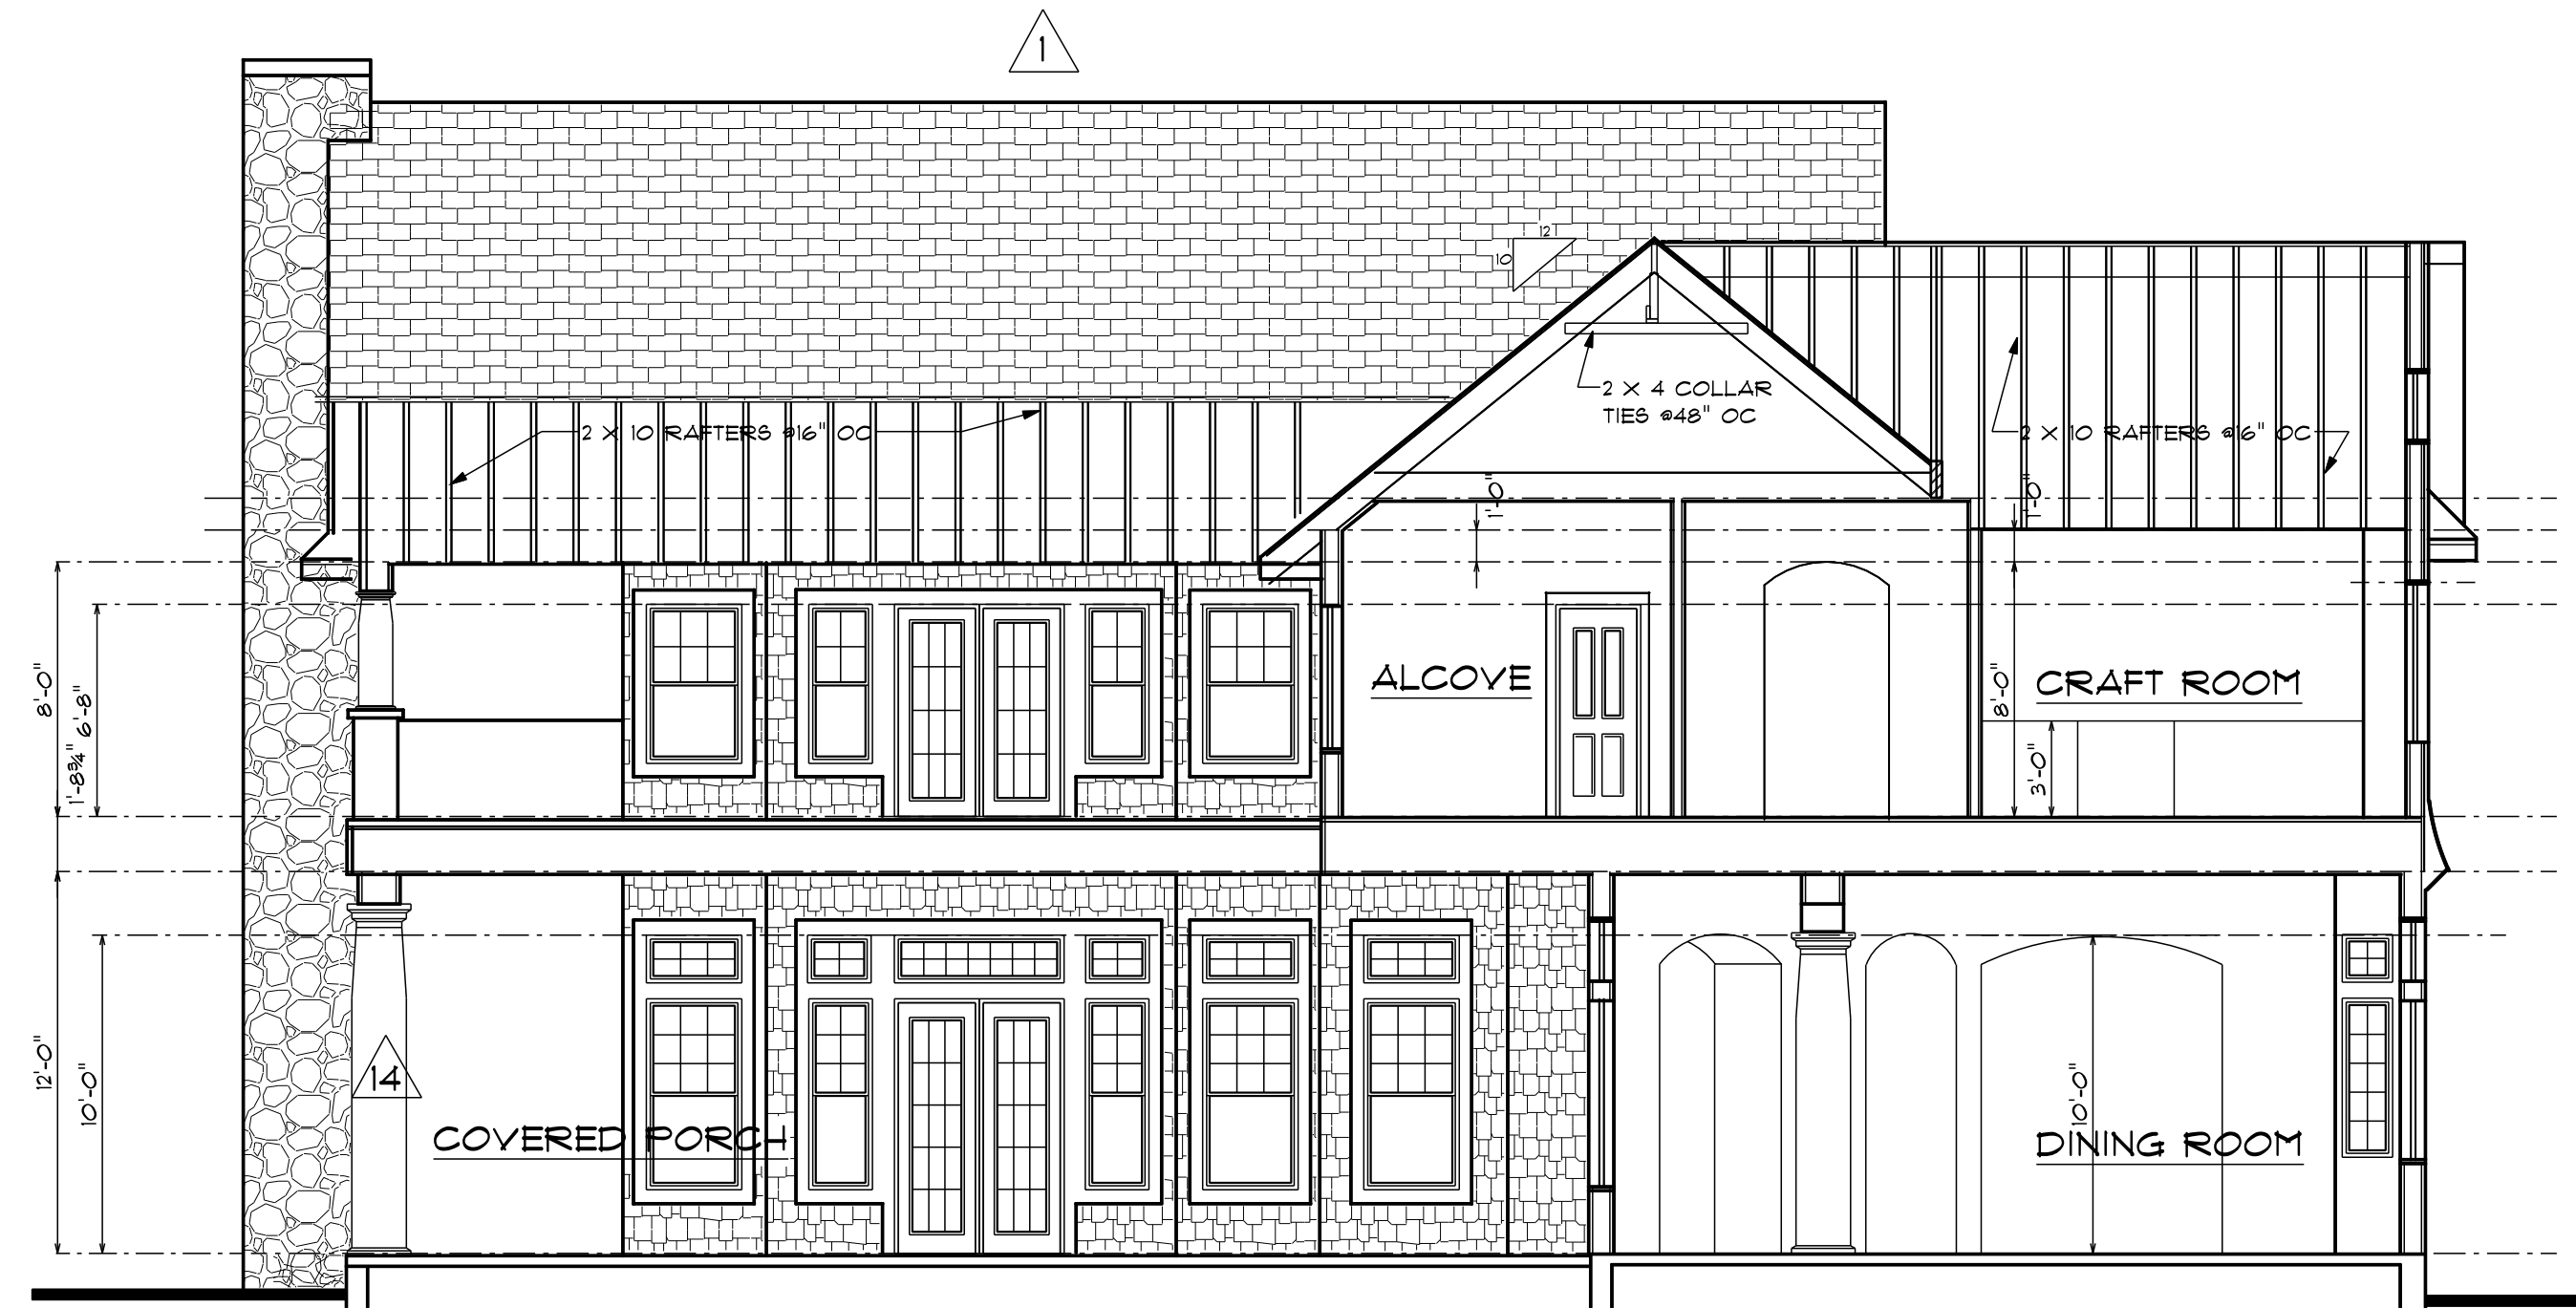 1
12
10
2 X 4 COLLAR
TIES @48" OC
2 X 10 RAFTERS @16" OC
2 X 10 RAFTERS @16" OC
1'-0"
1'-0"
8'-0"
6'-8"
1'-8¾"
ALCOVE
8'-0"
CRAFT ROOM
3'-0"
12'-0"
10'-0"
14
COVERED PORCH
10'-0"
DINING ROOM